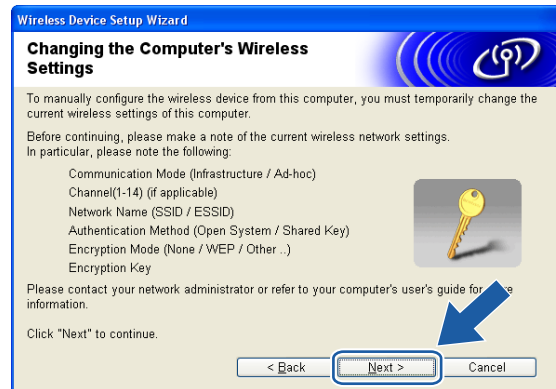 Wireless Device Setup Wizard
Changing the Computer's Wireless
Settings
To manually configure the wireless device from this computer, you must temporarily change the
current wireless settings of this computer.
Before continuing, please make a note of the current wireless network settings.
In particular, please note the following:
Communication Mode (Infrastructure / Ad-hoc)
Channel(1-14) (if applicable)
Network Name (SSID / ESSID)
Authentication Method (Open System / Shared Key)
Encryption Mode (None / WEP / Other ..)
Encryption Key
Please contact your network administrator or refer to your computer's user's guide for
information.
Click "Next" to continue.
< Back Next > Cancel